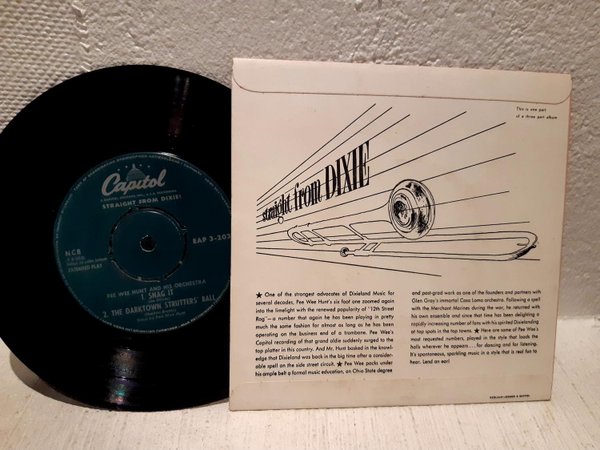 Capitol
STRAIGHT FROM DIXIE!
NCB
EAP 3-203
EXTENDED PLAY
PEE WEE HUNT AND HIS ORCHESTRA
1. SNAG IT
2. THE DARKTOWN STRUTTERS' BALL
This is one part
of a three part album
straight from DIXIE
★ One of the strongest advocates of Dixieland Music for
several decades, Pee Wee Hunt's six foot one zoomed again
into the limelight with the renewed popularity of "12th Street
Rag"—a number that again he has been playing in pretty
much the same fashion for almost as long as he has been
operating on the business end of a trombone. Pee Wee's
Capitol recording of that grand oldie suddenly surged to the
top platter in this country. And Mr. Hunt basked in the knowl-
edge that Dixieland was back in the big time after a consider-
able spell on the side street circuit. ★ Pee Wee packs under
his ample belt a formal music education, an Ohio State degree
and post-grad work as one of the founders and partners with
Glen Gray's immortal Casa Loma orchestra. Following a spell
with the Merchant Marines during the war, he returned with
his own ensemble and since that time has been delighting a
rapidly increasing number of fans with his spirited Dixielanding
at top spots in the top towns. ★ Here are some of Pee Wee's
most requested numbers, played in the style that loads the
halls wherever he appears . . . for dancing and for listening.
It's spontaneous, sparkling music in a style that is real fun to
hear. Lend an ear!